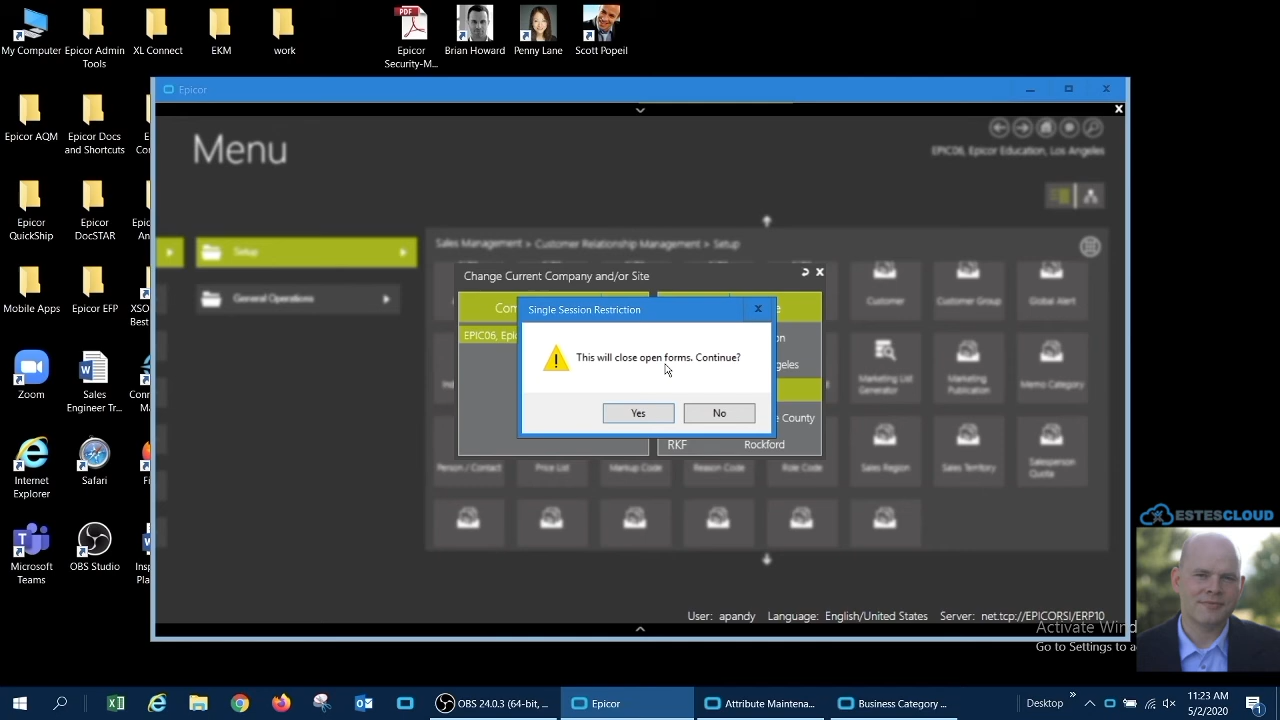 My Computer
Epicor Admin
Tools
XL Connect
EKM
work
Epicor
Security-M...
Brian Howard
Penny Lane
Scott Popeil
PDF
Epicor
Menu
EPIC06, Epicor Education, Los Angeles
Epicor AQM
Epicor Docs
and Shortcuts
Epicor
QuickShip
Epicor
DocSTAR
Setup
General Operations
Sales Management > Customer Relationship Management > Setup
Customer
Customer Group
Global Alert
Change Current Company and/or Site
EPIC06, Epi
Single Session Restriction
This will close open forms. Continue?
Yes
No
RKF
Rockford
County
Marketing List
Generator
Marketing
Publication
Memo Category
Person / Contact
Price List
Markup Code
Reason Code
Role Code
Sales Region
Sales Territory
Salesperson
Quote
Mobile Apps
Epicor EFP
Zoom
Sales
Engineer Tr...
Internet
Explorer
Safari
Microsoft
Teams
OBS Studio
User: apandy
Language: English/United States
Server: net.tcp://EPICORSI/ERP10
Activate Wind
Go to Settings to a
ESTESCLOUD
OBS 24.0.3 (64-bit, ...
Epicor
Attribute Maintena...
Business Category ...
Desktop
11:23 AM
5/2/2020